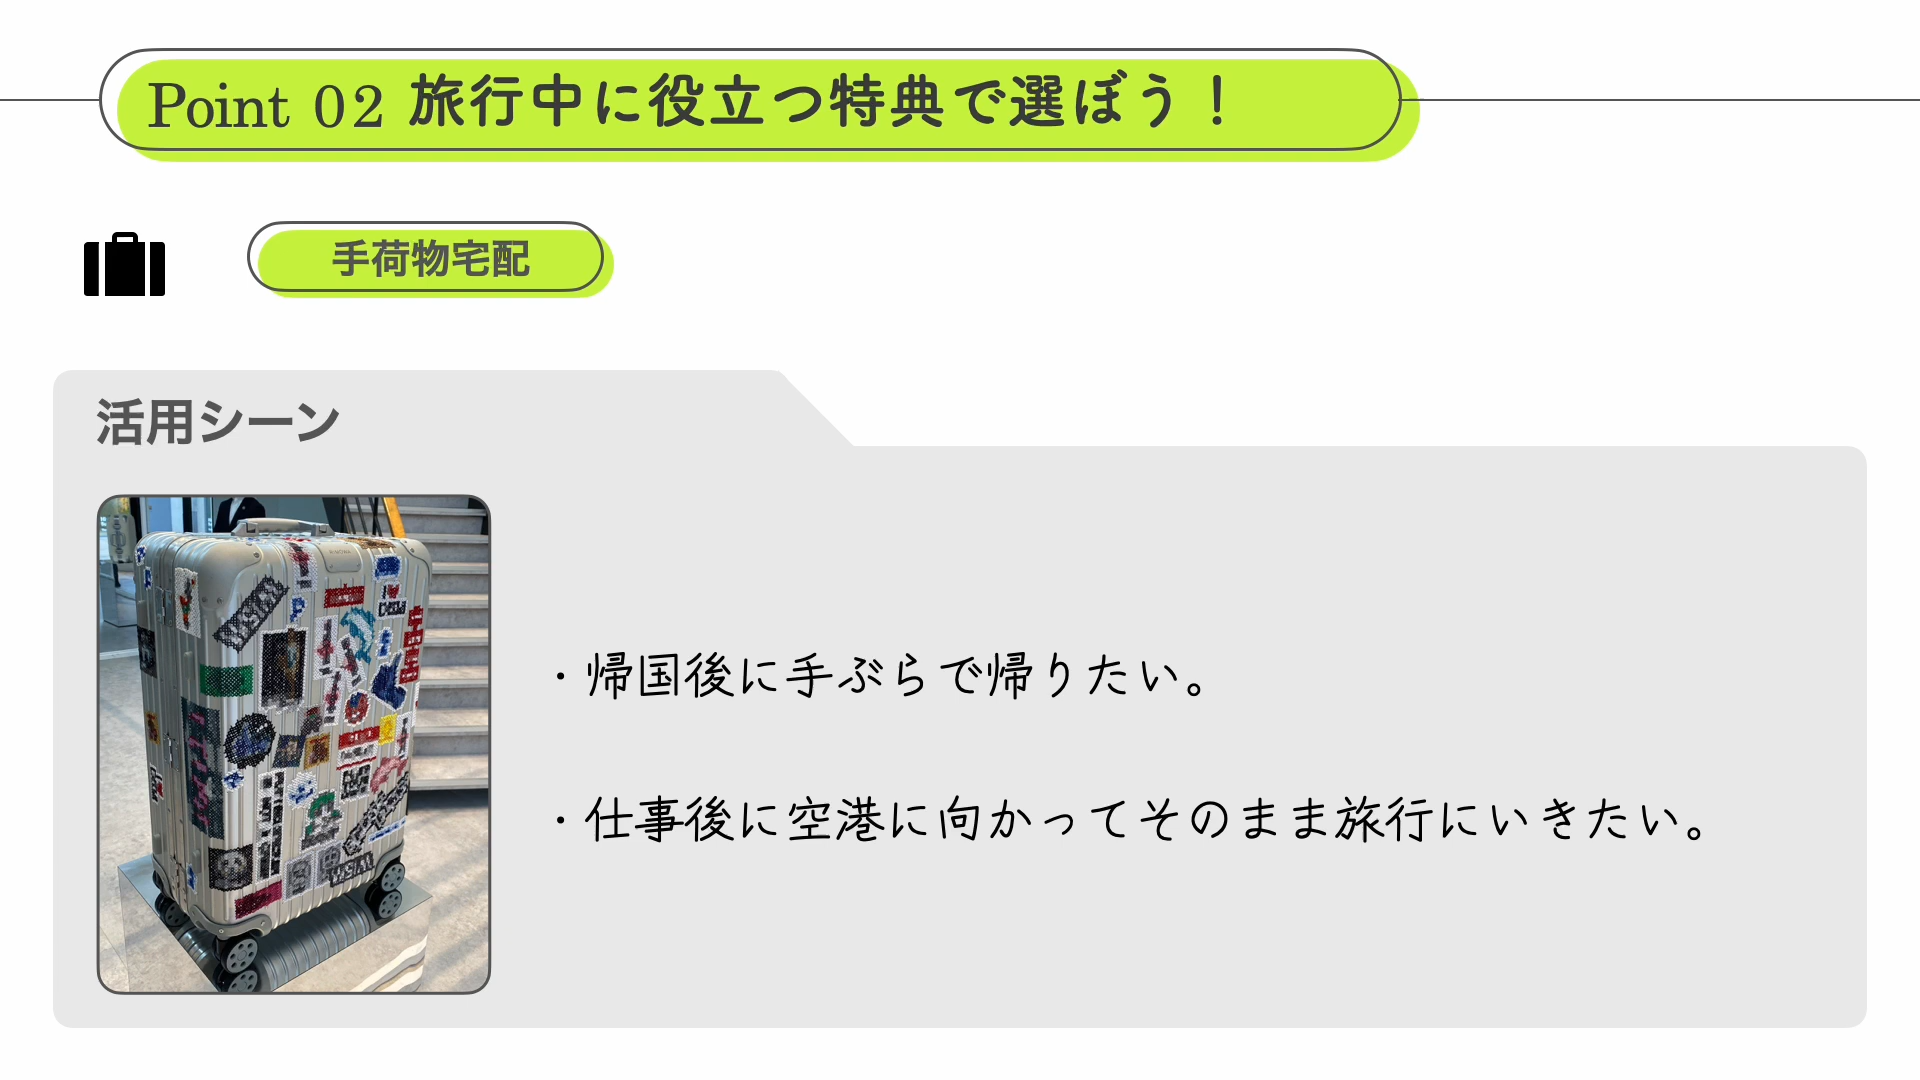 Point 02 旅行中に役立つ特典で選ぼう！
手荷物宅配
活用シーン
・帰国後に手ぶらで帰りたい。
・仕事後に空港に向かってそのまま旅行にいきたい。